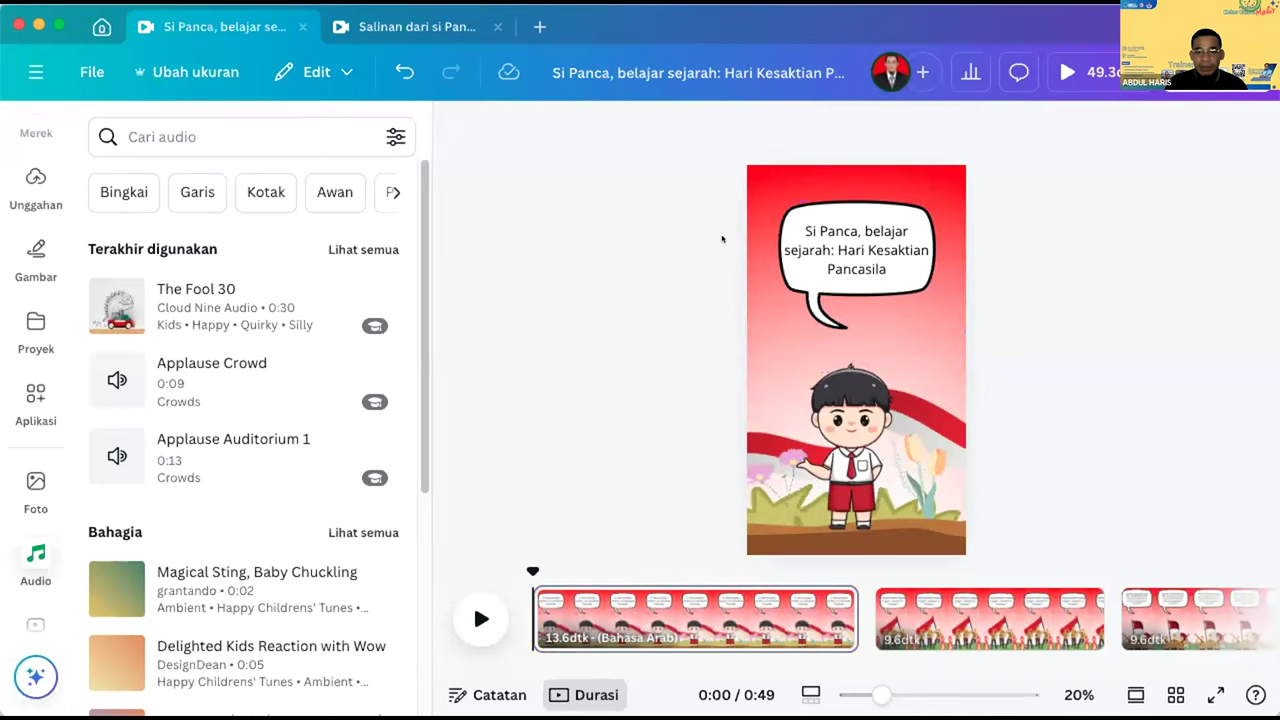 Si Panca, belajar se...
Salinan dari si Pan...
File
Ubah ukuran
Edit
Si Panca, belajar sejarah: Hari Kesaktian P...
49.3d
ABDUL HARIS
Merek
Unggahan
Gambar
Proyek
Aplikasi
Foto
Audio
Cari audio
Bingkai
Garis
Kotak
Awan
Terakhir digunakan
Lihat semua
The Fool 30
Cloud Nine Audio • 0:30
Kids • Happy • Quirky • Silly
Applause Crowd
0:09
Crowds
Applause Auditorium 1
0:13
Crowds
Bahagia
Lihat semua
Magical Sting, Baby Chuckling
grantando • 0:02
Ambient • Happy Childrens' Tunes •...
Delighted Kids Reaction with Wow
DesignDean • 0:05
Happy Childrens' Tunes • Ambient •...
Si Panca, belajar
sejarah: Hari Kesaktian
Pancasila
13.6dtk - (Bahasa Arab)
9.6dtk
9.6dtk
Catatan
Durasi
0:00 / 0:49
20%